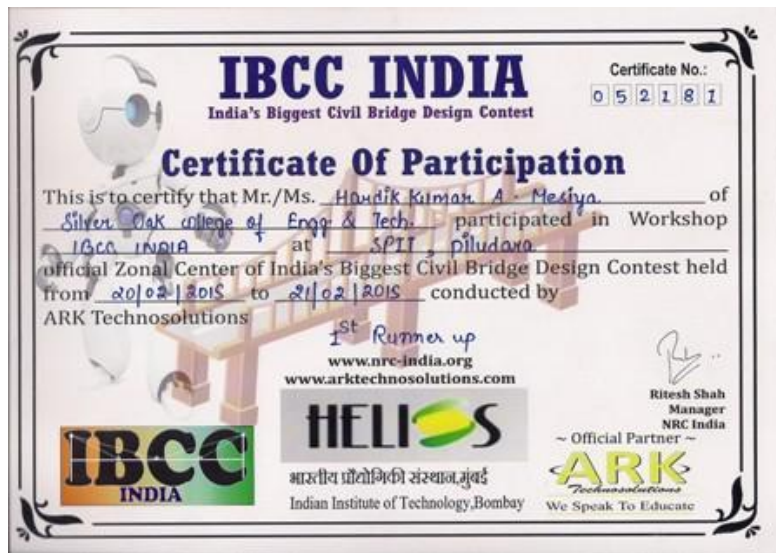 IBCC INDIA
India's Biggest Civil Bridge Design Contest
Certificate No.:
052181
Certificate Of Participation
This is to certify that Mr./Ms. Hardik Kumar A. Mesiya of
Silver Oak college of Engg & Tech. participated in Workshop
IBCC INDIA at SPIT, piludara
official Zonal Center of India's Biggest Civil Bridge Design Contest held
from 20/02/2015 to 21/02/2015 conducted by
ARK Technosolutions
1st Runner up
www.nrc-india.org
www.arktechnosolutions.com
Ritesh Shah
Manager
NRC India
IBCC
INDIA
HELIOS
भारतीय प्रौद्योगिकी संस्थान,मुंबई
Indian Institute of Technology,Bombay
~ Official Partner ~
ARK
Technosolutions
We Speak To Educate